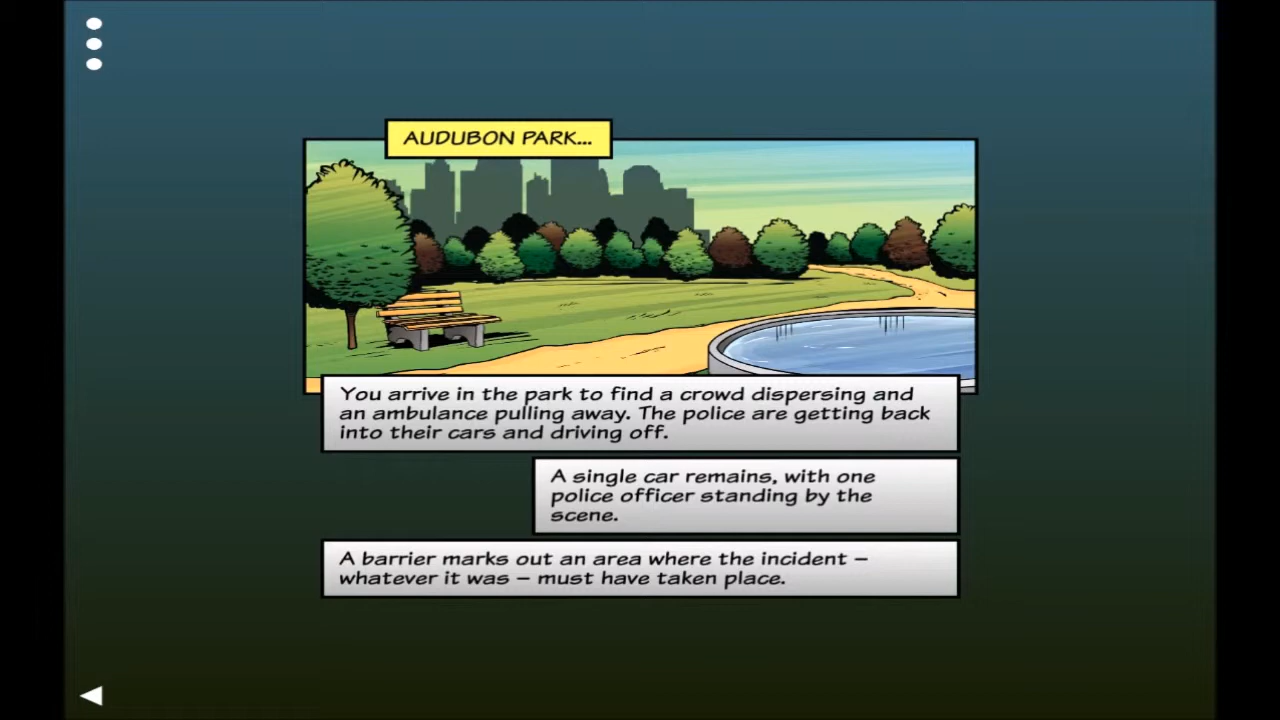 AUDUBON PARK...
You arrive in the park to find a crowd dispersing and
an ambulance pulling away. The police are getting back
into their cars and driving off.
A single car remains, with one
police officer standing by the
scene.
A barrier marks out an area where the incident –
whatever it was – must have taken place.